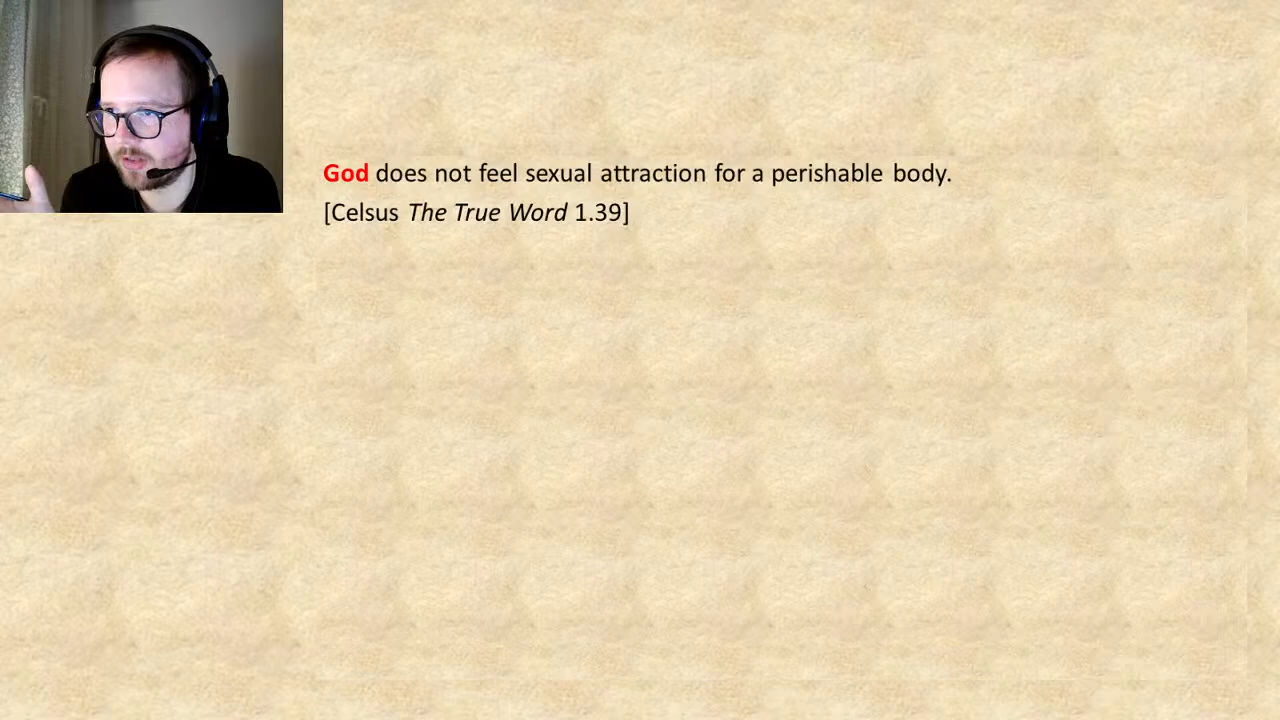 God does not feel sexual attraction for a perishable body.
[Celsus The True Word 1.39]